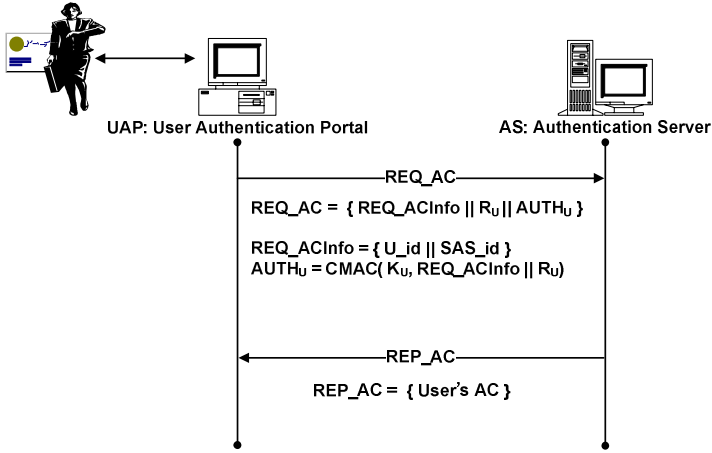 UAP: User Authentication Portal
AS: Authentication Server
REQ_AC
REQ_AC = { REQ_ACInfo || RU || AUTHU }
REQ_ACInfo = { U_id || SAS_id }
AUTHU = CMAC( KU, REQ_ACInfo || RU)
REP_AC
REP_AC = { User's AC }